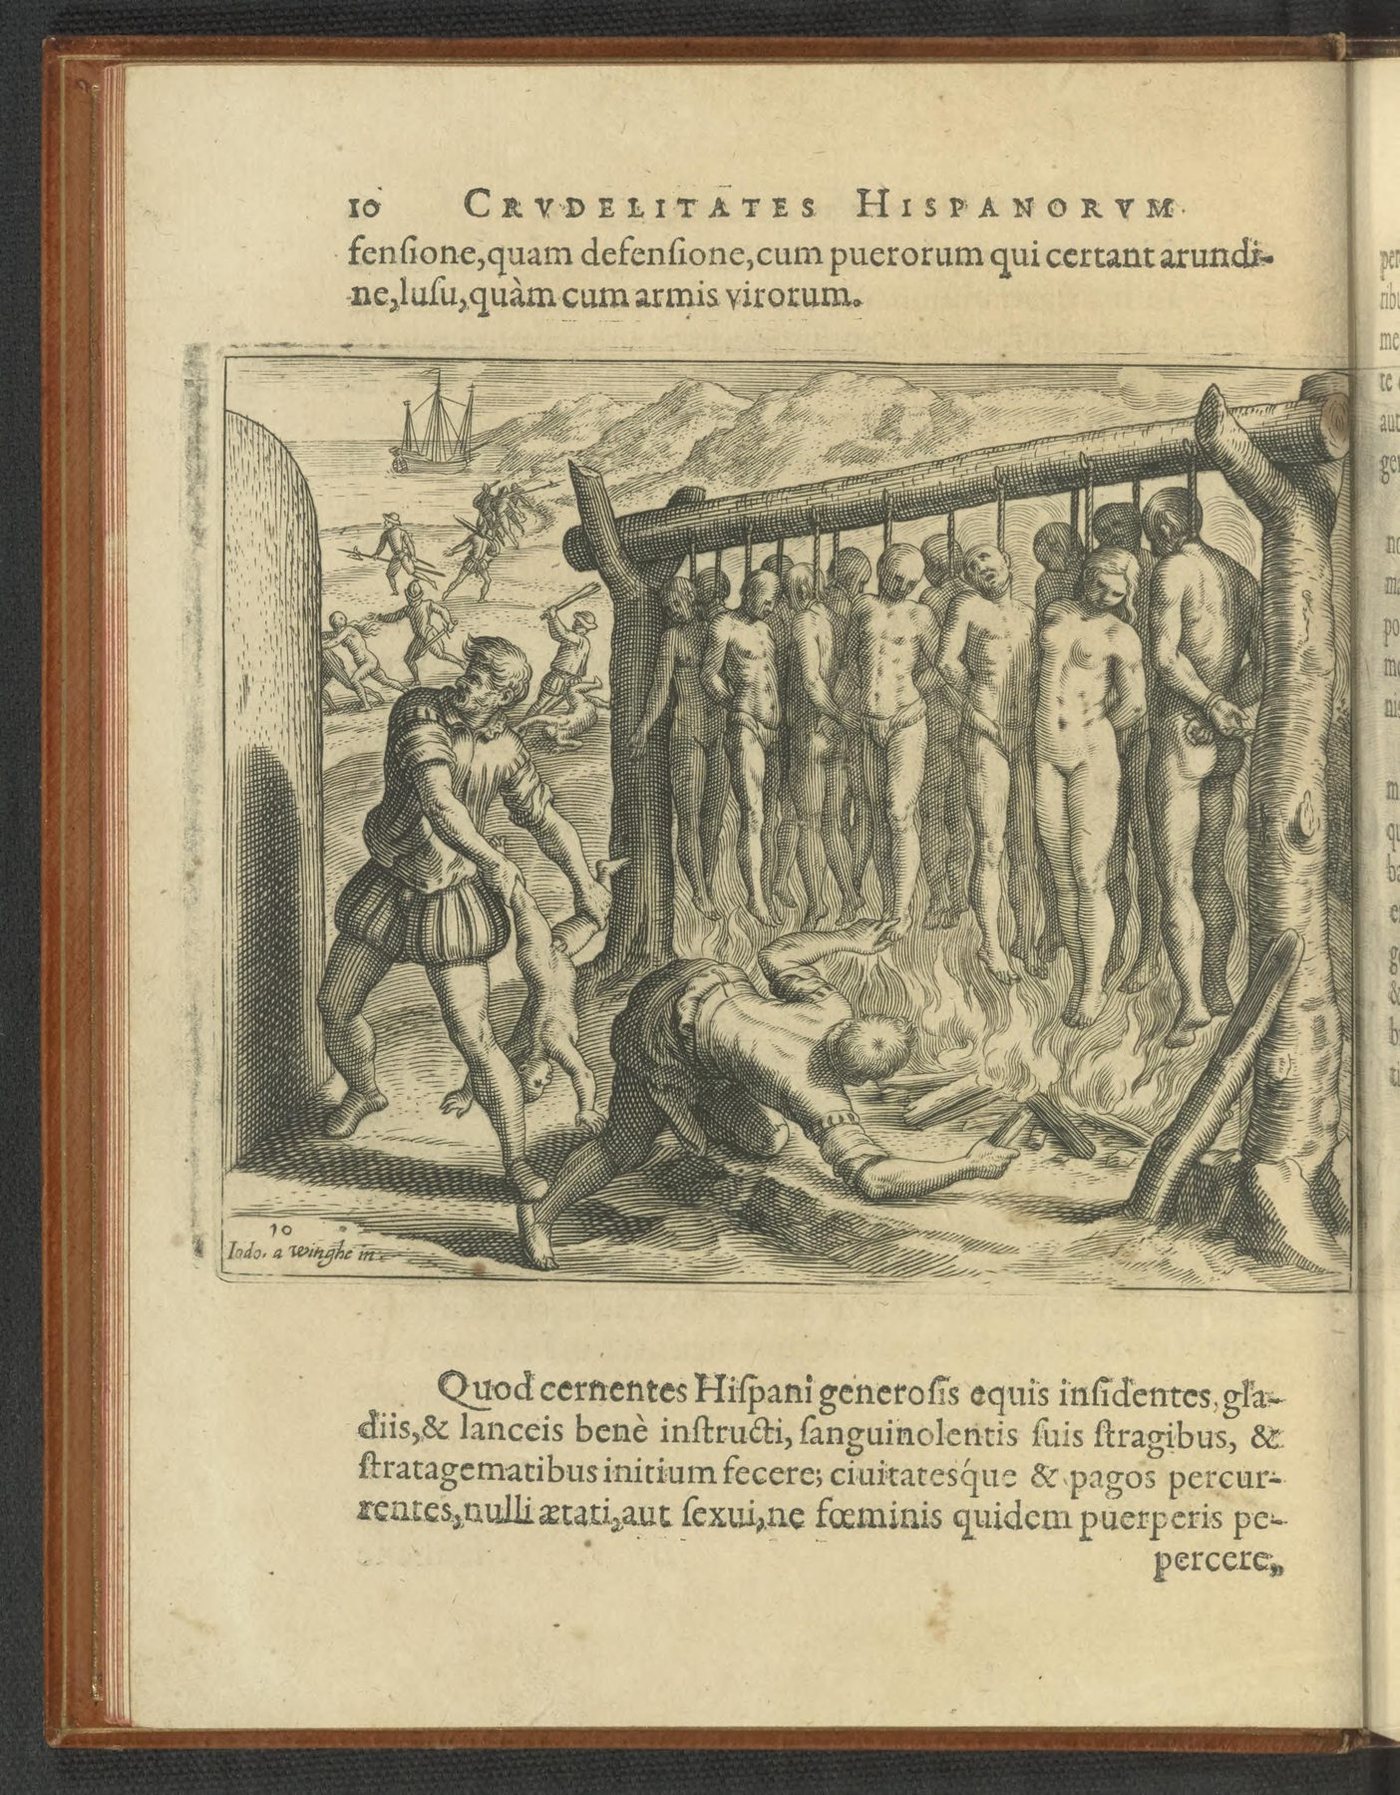 10 CRVDELITATES HISPANORVM.
fenſione, quam defenſione, cum puerorum qui certant arundi-
ne, luſu, quàm cum armis virorum.
10
Iodo. a Winghe in.
Quod cernentes Hiſpani generoſis equis inſidentes, gla-
diis, & lanceis benè inſtructi, ſanguinolentis ſuis ſtragibus, &
ſtratagematibus initium fecere; ciuitatesq́ue & pagos percur-
rentes, nulli ætati, aut ſexui, ne fœminis quidem puerperis pe-
percere,